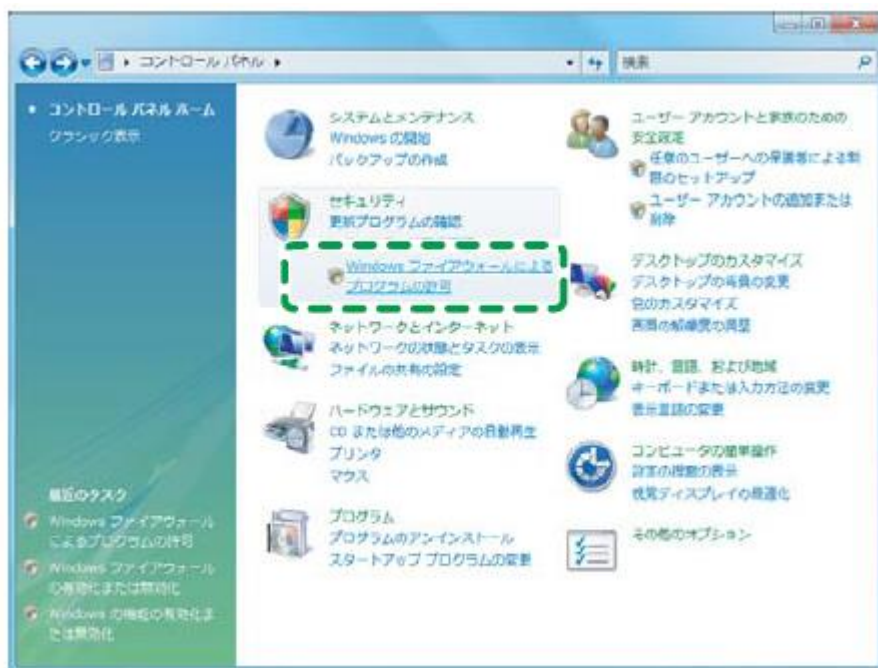 コントロール パネル
検索
コントロール パネル ホーム
クラシック表示
システムとメンテナンス
Windows の開始
バックアップの作成
セキュリティ
更新プログラムの確認
Windows ファイアウォールによる
プログラムの許可
ネットワークとインターネット
ネットワークの状態とタスクの表示
ファイルの共有の設定
ハードウェアとサウンド
CD または他のメディアの自動再生
プリンタ
マウス
プログラム
プログラムのアンインストール
スタートアップ プログラムの変更
ユーザー アカウントと家族のための
安全設定
任意のユーザーへの保護者による制
限のセットアップ
ユーザー アカウントの追加または
削除
デスクトップのカスタマイズ
デスクトップの背景の変更
色のカスタマイズ
画面の解像度の調整
時計、言語、および地域
キーボードまたは入力方法の変更
表示言語の変更
コンピュータの簡単操作
設定の提案の表示
視覚ディスプレイの最適化
その他のオプション
最近のタスク
Windows ファイアウォール
によるプログラムの許可
Windows ファイアウォール
の有効化または無効化
Windows の機能の有効化ま
たは無効化